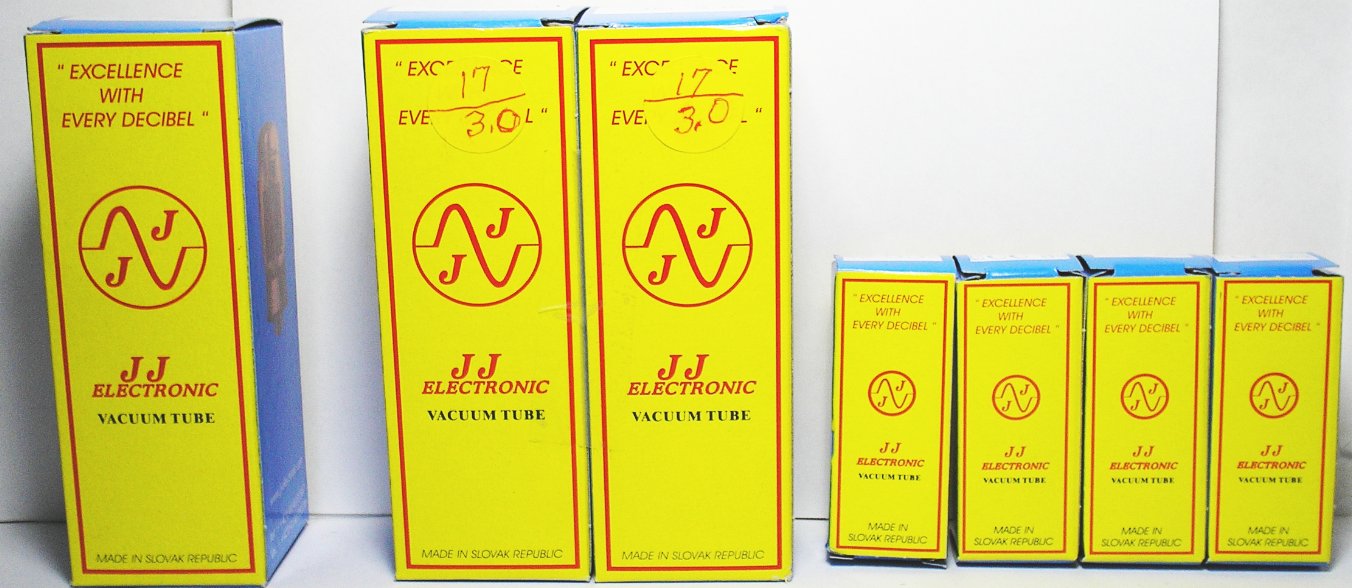 “ EXCELLENCE
WITH
EVERY DECIBEL “
J
J
JJ
ELECTRONIC
VACUUM TUBE
MADE IN SLOVAK REPUBLIC
17
3.0
J
J
JJ
ELECTRONIC
VACUUM TUBE
MADE IN SLOVAK REPUBLIC
17
3.0
J
J
JJ
ELECTRONIC
VACUUM TUBE
MADE IN SLOVAK REPUBLIC
“ EXCELLENCE
WITH
EVERY DECIBEL “
J
J
JJ
ELECTRONIC
VACUUM TUBE
MADE IN
SLOVAK REPUBLIC
“ EXCELLENCE
WITH
EVERY DECIBEL “
J
J
JJ
ELECTRONIC
VACUUM TUBE
MADE IN
SLOVAK REPUBLIC
“ EXCELLENCE
WITH
EVERY DECIBEL “
J
J
JJ
ELECTRONIC
VACUUM TUBE
MADE IN
SLOVAK REPUBLIC
“ EXCELLENCE
WITH
EVERY DECIBEL “
J
J
JJ
ELECTRONIC
VACUUM TUBE
MADE IN
SLOVAK REPUBLIC